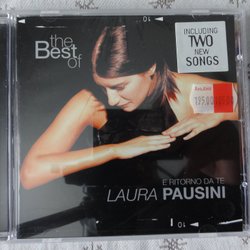 the
Best
of
INCLUDING
TWO
NEW
SONGS
E RITORNO DA TE
LAURA PAUSINI